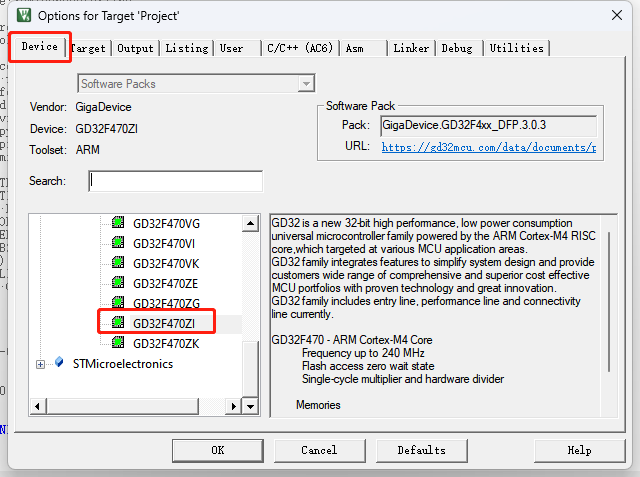 Options for Target 'Project'
Device
Target
Output
Listing
User
C/C++ (AC6)
Asm
Linker
Debug
Utilities
Software Packs
Vendor: GigaDevice
Device: GD32F470ZI
Toolset: ARM
Search:
Software Pack
Pack: GigaDevice.GD32F4xx_DFP.3.0.3
URL: https://gd32mcu.com/data/documents/p
GD32F470VG
GD32F470VI
GD32F470VK
GD32F470ZE
GD32F470ZG
GD32F470ZI
GD32F470ZK
STMicroelectronics
GD32 is a new 32-bit high performance, low power consumption
universal microcontroller family powered by the ARM Cortex-M4 RISC
core,which targeted at various MCU application areas.
GD32 family integrates features to simplify system design and provide
customers wide range of comprehensive and superior cost effective
MCU portfolios with proven technology and great innovation.
GD32 family includes entry line, performance line and connectivity
line currently.
GD32F470 - ARM Cortex-M4 Core
Frequency up to 240 MHz
Flash access zero wait state
Single-cycle multiplier and hardware divider
Memories
OK
Cancel
Defaults
Help